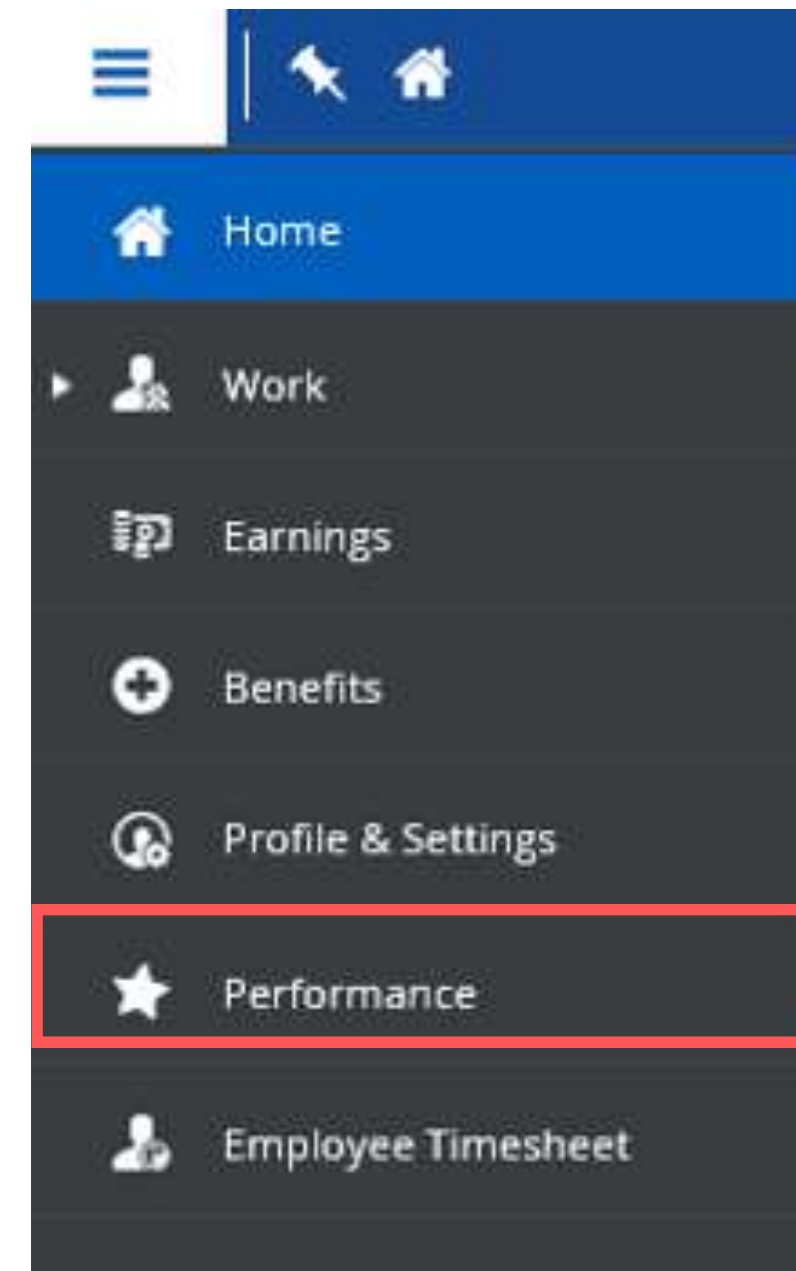 Home
Work
Earnings
Benefits
Profile & Settings
Performance
Employee Timesheet